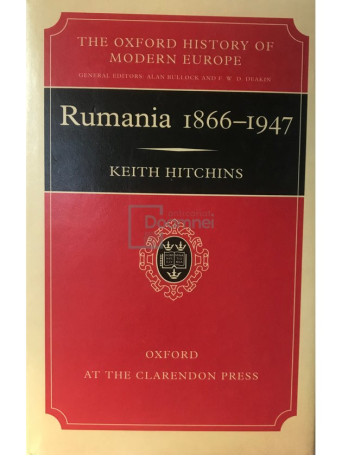 THE OXFORD HISTORY OF
MODERN EUROPE
GENERAL EDITORS: ALAN BULLOCK AND F. W. D. DEAKIN
Rumania 1866–1947
KEITH HITCHINS
OXFORD
AT THE CLARENDON PRESS